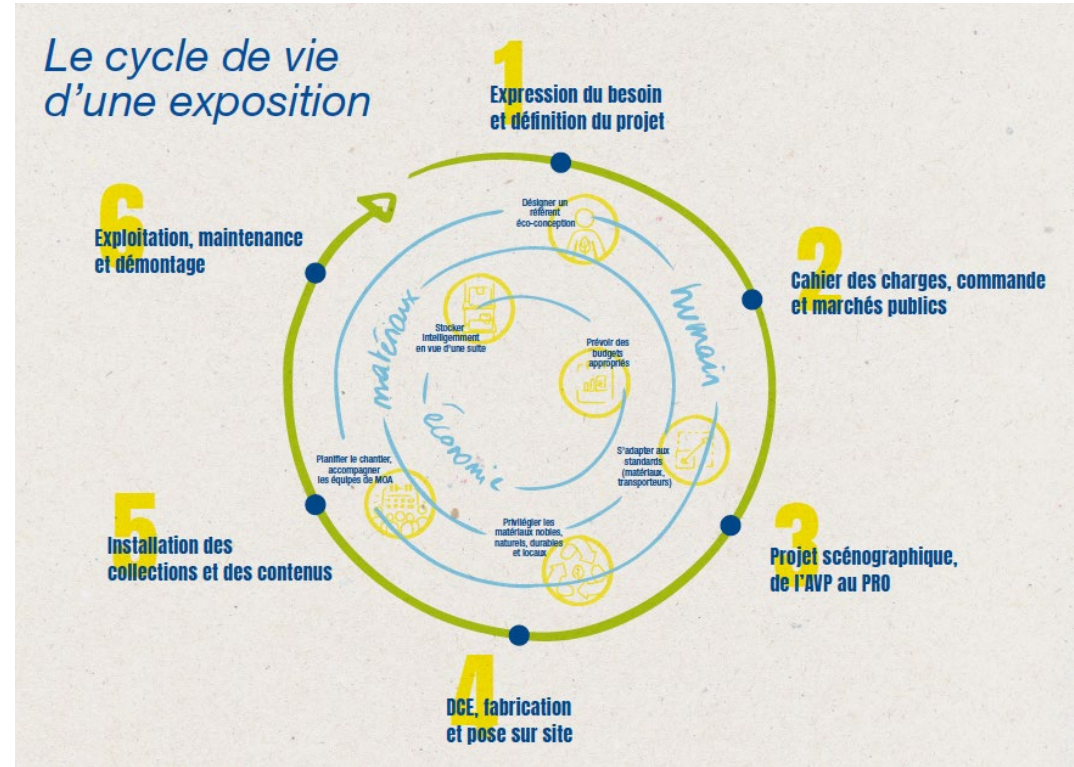 Le cycle de vie
d'une exposition
1
Expression du besoin
et définition du projet
2
Cahier des charges, commande
et marchés publics
3
Projet scénographique,
de l'AVP au PRO
4
DCE, fabrication
et pose sur site
5
Installation des
collections et des contenus
6
Exploitation, maintenance
et démontage
Désigner un
référent
éco-conception
humain
matériaux
économie
Stocker
intelligemment
en vue d'une suite
Prévoir des
budgets
appropriés
S'adapter aux
standards
(matériaux,
transporteurs)
Privilégier les
matériaux nobles,
naturels, durables
et locaux
Planifier le chantier,
accompagner
les équipes de MOA